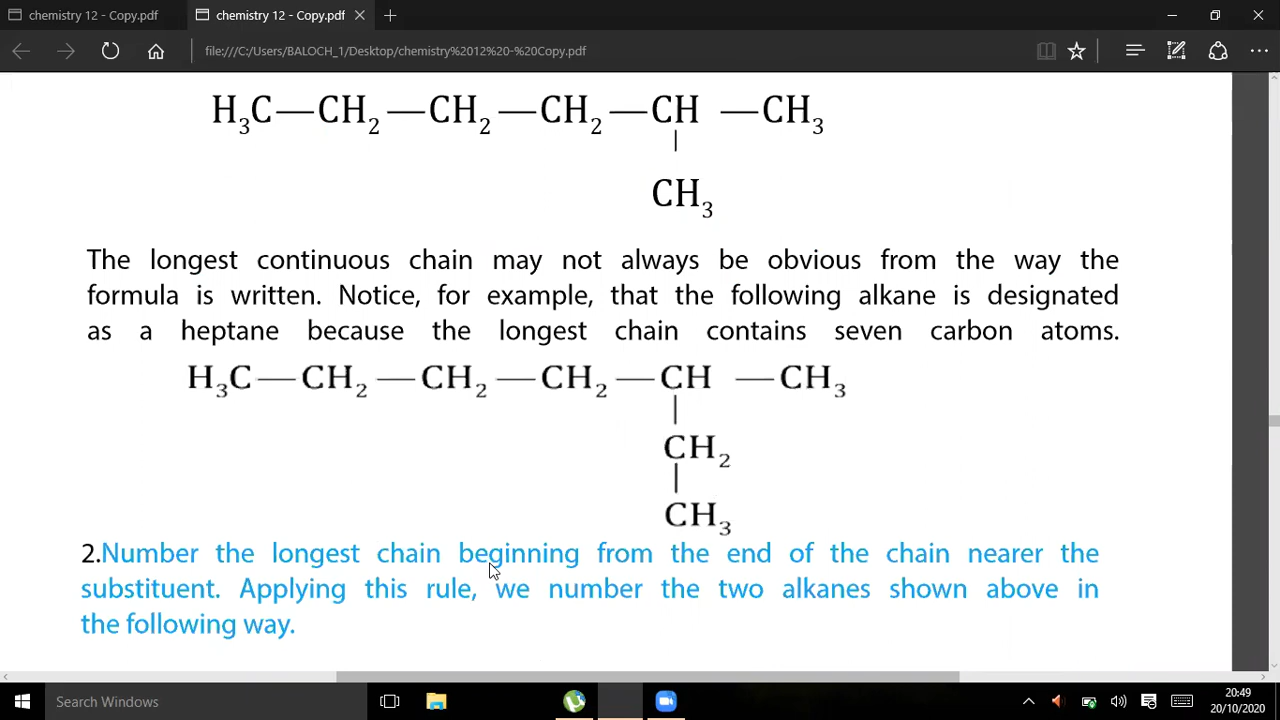 chemistry 12 - Copy.pdf
chemistry 12 - Copy.pdf
file:///C:/Users/BALOCH_1/Desktop/chemistry%2012%20-%20Copy.pdf
H₃C—CH₂—CH₂—CH₂—CH—CH₃
|
CH₃
The longest continuous chain may not always be obvious from the way the
formula is written. Notice, for example, that the following alkane is designated
as a heptane because the longest chain contains seven carbon atoms.
H₃C—CH₂—CH₂—CH₂—CH—CH₃
|
CH₂
|
CH₃
2.Number the longest chain beginning from the end of the chain nearer the
substituent. Applying this rule, we number the two alkanes shown above in
the following way.
Search Windows
20:49
20/10/2020